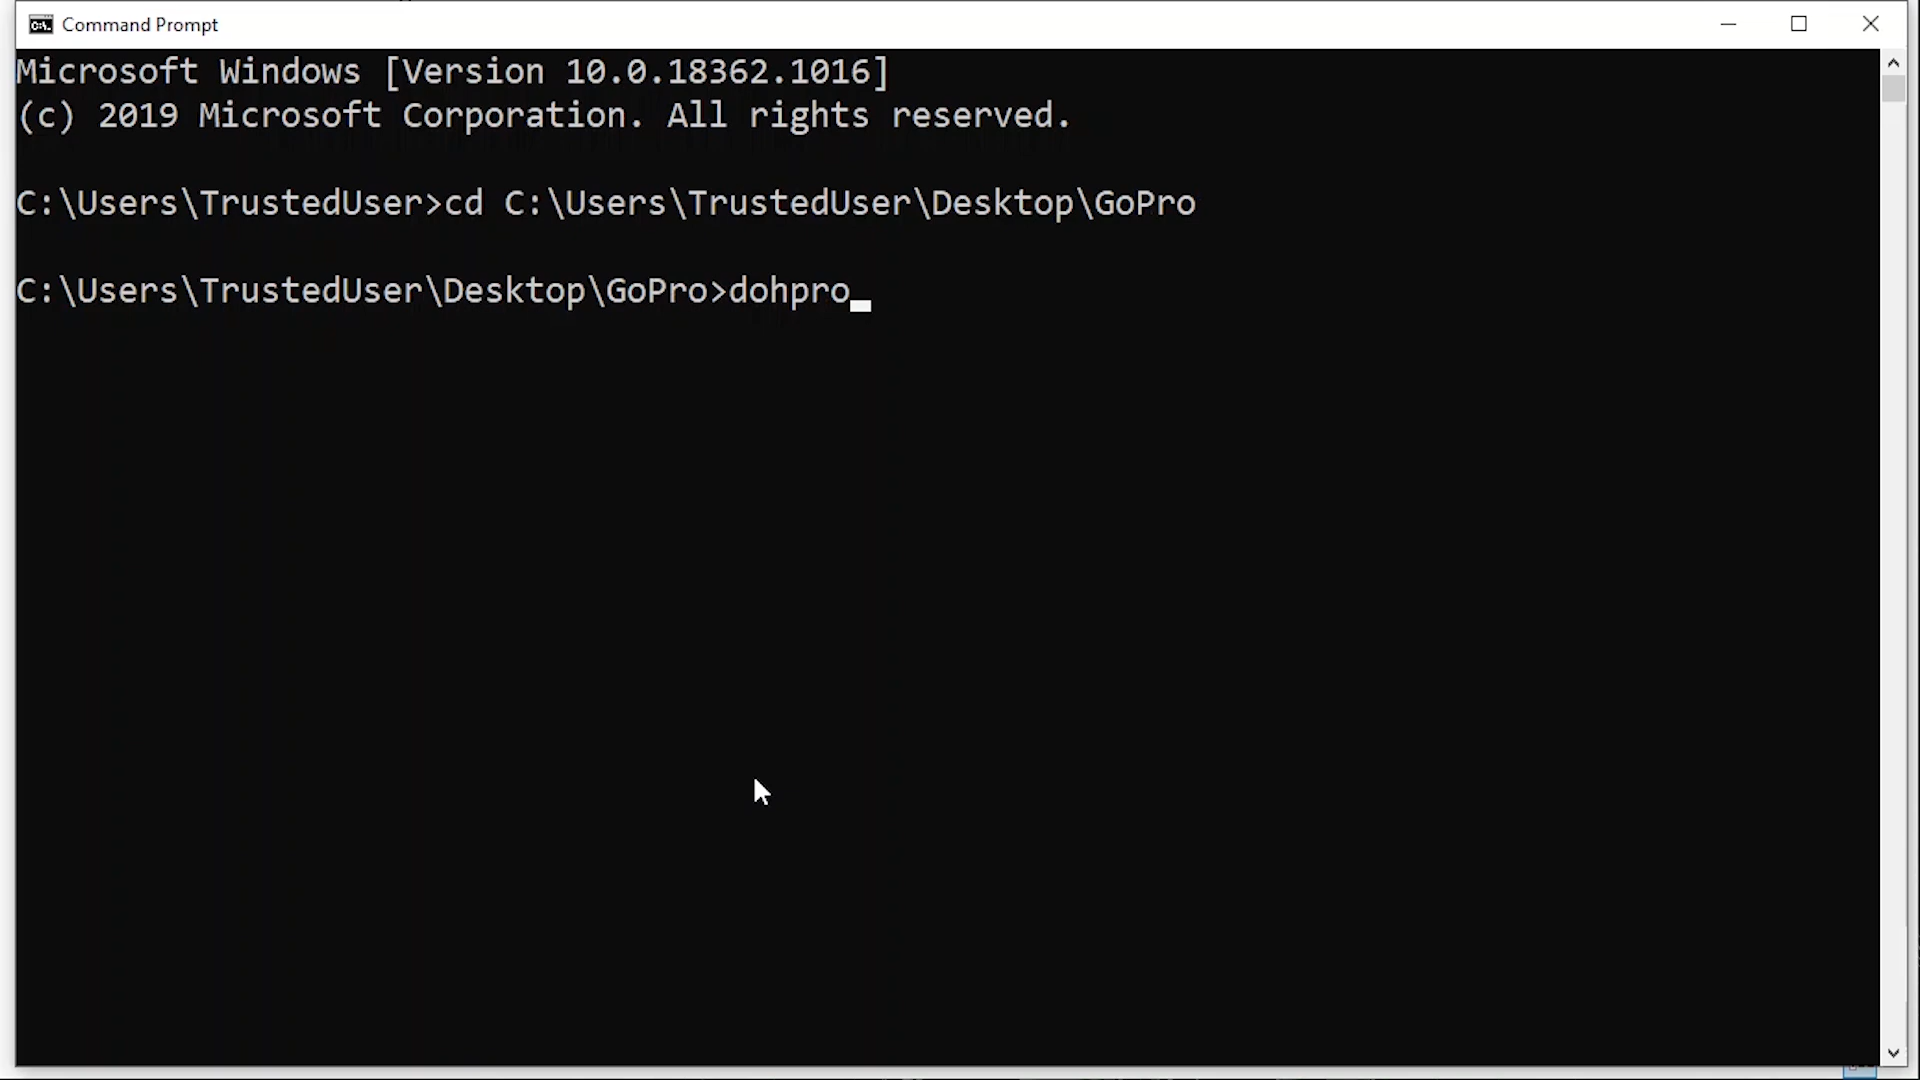 Command Prompt
Microsoft Windows [Version 10.0.18362.1016]
(c) 2019 Microsoft Corporation. All rights reserved.
C:\Users\TrustedUser>cd C:\Users\TrustedUser\Desktop\GoPro
C:\Users\TrustedUser\Desktop\GoPro>dohpro